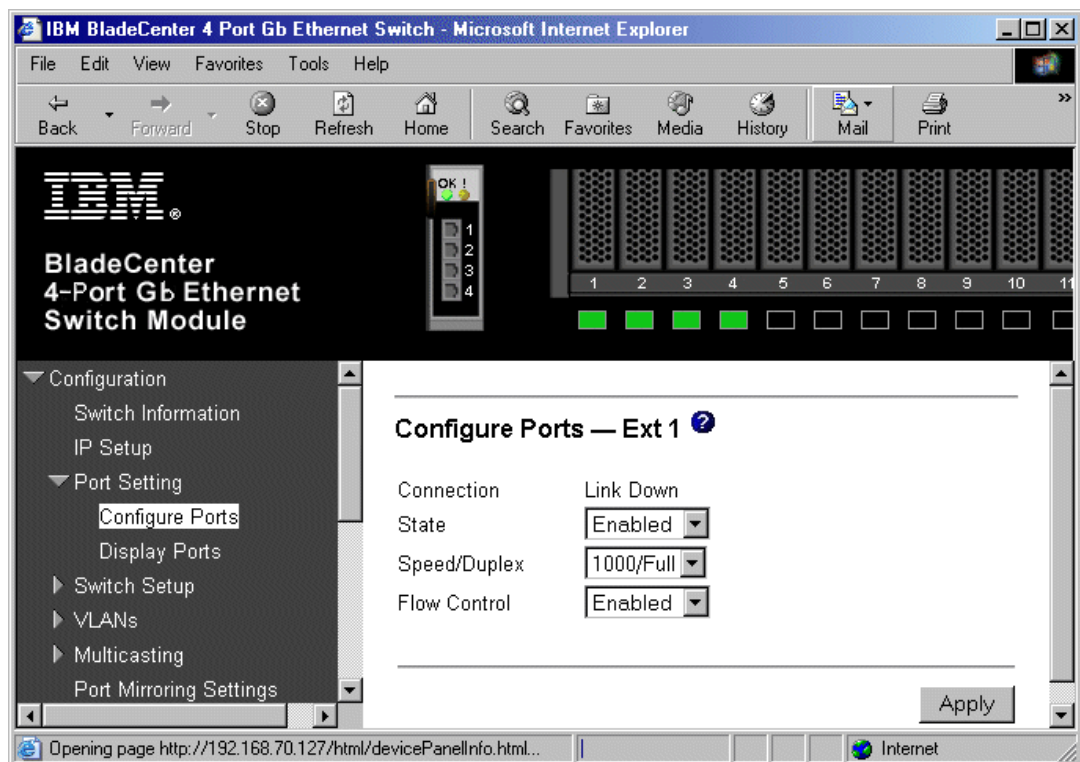 IBM BladeCenter 4 Port Gb Ethernet Switch - Microsoft Internet Explorer
File Edit View Favorites Tools Help
Back Forward Stop Refresh Home Search Favorites Media History Mail Print »
IBM®
OK !
1
2
3
4
BladeCenter
4-Port Gb Ethernet
Switch Module
1 2 3 4 5 6 7 8 9 10 11
Configuration
Switch Information
IP Setup
Port Setting
Configure Ports
Display Ports
Switch Setup
VLANs
Multicasting
Port Mirroring Settings
Configure Ports — Ext 1 ?
Connection Link Down
State Enabled
Speed/Duplex 1000/Full
Flow Control Enabled
Apply
Opening page http://192.168.70.127/html/devicePanelInfo.html...
Internet